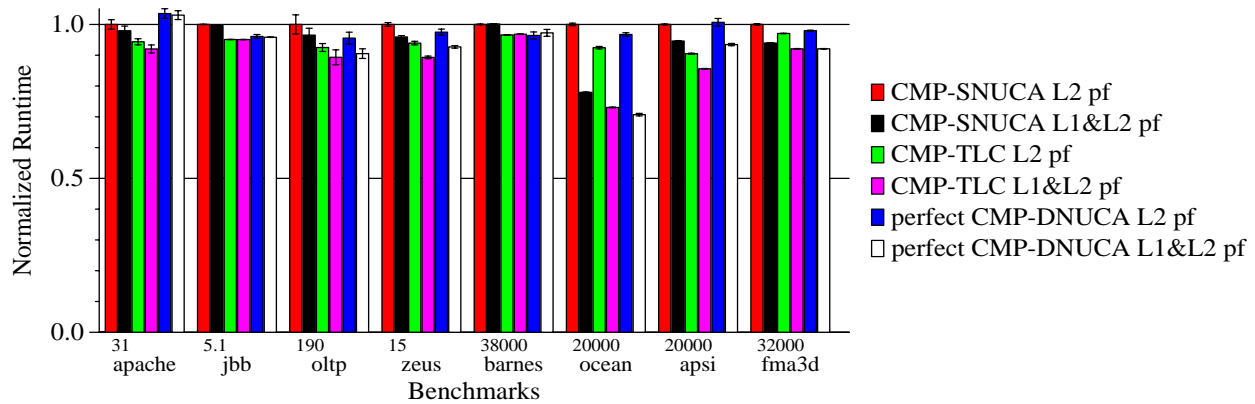 Normalized Runtime
1.0
0.5
0.0
31 5.1 190 15 38000 20000 20000 32000
apache jbb oltp zeus barnes ocean apsi fma3d
Benchmarks
CMP-SNUCA L2 pf
CMP-SNUCA L1&L2 pf
CMP-TLC L2 pf
CMP-TLC L1&L2 pf
perfect CMP-DNUCA L2 pf
perfect CMP-DNUCA L1&L2 pf